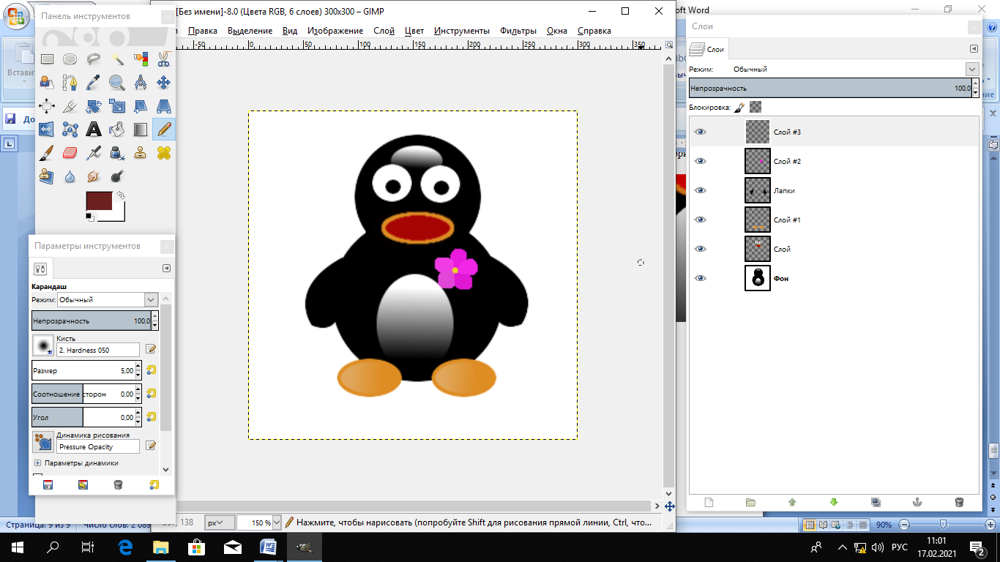 [Без имени]-8.0 (Цвета RGB, 6 слоев) 300x300 – GIMP
oft Word
Панель инструментов
Правка Выделение Вид Изображение Слой Цвет Инструменты Фильтры Окна Справка
-50 0 50 100 150 200 250 300 350
Встави
До
Параметры инструментов
Карандаш
Режим: Обычный
Непрозрачность 100,0
Кисть
2. Hardness 050
Размер 5,00
Соотношение сторон 0,00
Угол 0,00
Динамика рисования
Pressure Opacity
Параметры динамики
Слои
Слои
Режим: Обычный
Непрозрачность 100,0
Блокировка:
Слой #3
Слой #2
Лапки
Слой #1
Слой
Фон
138 px 150 % Нажмите, чтобы нарисовать (попробуйте Shift для рисования прямой линии, Ctrl, что...
Страница: 9 из 9 Число слов: 2 089
90%
РУС
11:01
17.02.2021
2